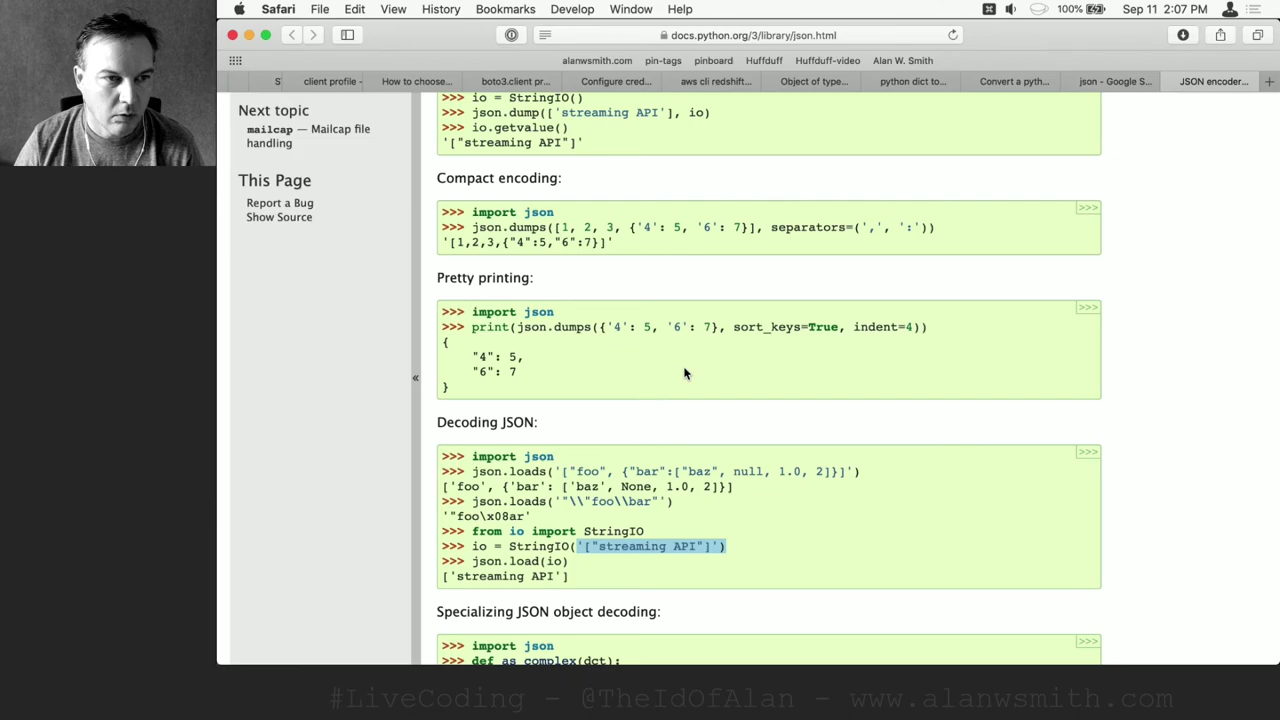 Safari File Edit View History Bookmarks Develop Window Help 100% Sep 11 2:07 PM
docs.python.org/3/library/json.html
alanwsmith.com pin-tags pinboard Huffduff Huffduff-video Alan W. Smith
S client profile - How to choose... boto3.client pr... Configure cred... aws cli redshift... Object of type... python dict to... Convert a pyth... json - Google S... JSON encoder...
Next topic
mailcap — Mailcap file
handling
This Page
Report a Bug
Show Source
«
>>> io = StringIO()
>>> json.dump(['streaming API'], io)
>>> io.getvalue()
'["streaming API"]'
Compact encoding:
>>>
>>> import json
>>> json.dumps([1, 2, 3, {'4': 5, '6': 7}], separators=(',', ':'))
'[1,2,3,{"4":5,"6":7}]'
Pretty printing:
>>>
>>> import json
>>> print(json.dumps({'4': 5, '6': 7}, sort_keys=True, indent=4))
{
    "4": 5,
    "6": 7
}
Decoding JSON:
>>>
>>> import json
>>> json.loads('["foo", {"bar":["baz", null, 1.0, 2]}]')
['foo', {'bar': ['baz', None, 1.0, 2]}]
>>> json.loads('"\\"foo\\bar"')
'"foo\x08ar'
>>> from io import StringIO
>>> io = StringIO('["streaming API"]')
>>> json.load(io)
['streaming API']
Specializing JSON object decoding:
>>>
>>> import json
>>> def as_complex(dct):
#LiveCoding - @TheIdOfAlan - www.alanwsmith.com